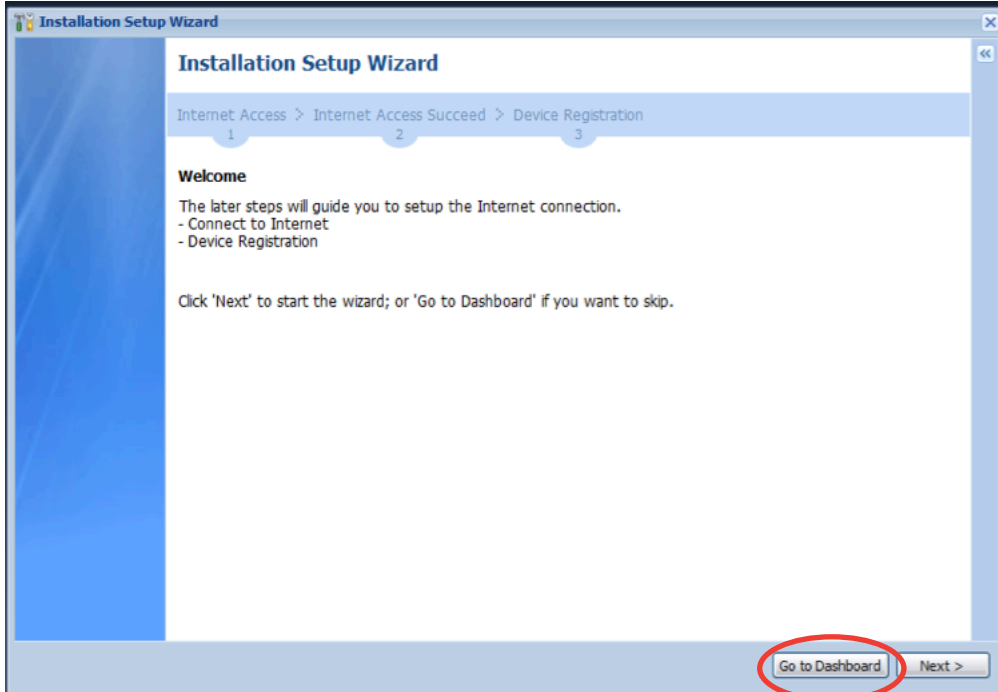 Installation Setup Wizard
Installation Setup Wizard
Internet Access > Internet Access Succeed > Device Registration
1 2 3
Welcome
The later steps will guide you to setup the Internet connection.
- Connect to Internet
- Device Registration
Click 'Next' to start the wizard; or 'Go to Dashboard' if you want to skip.
Go to Dashboard Next >